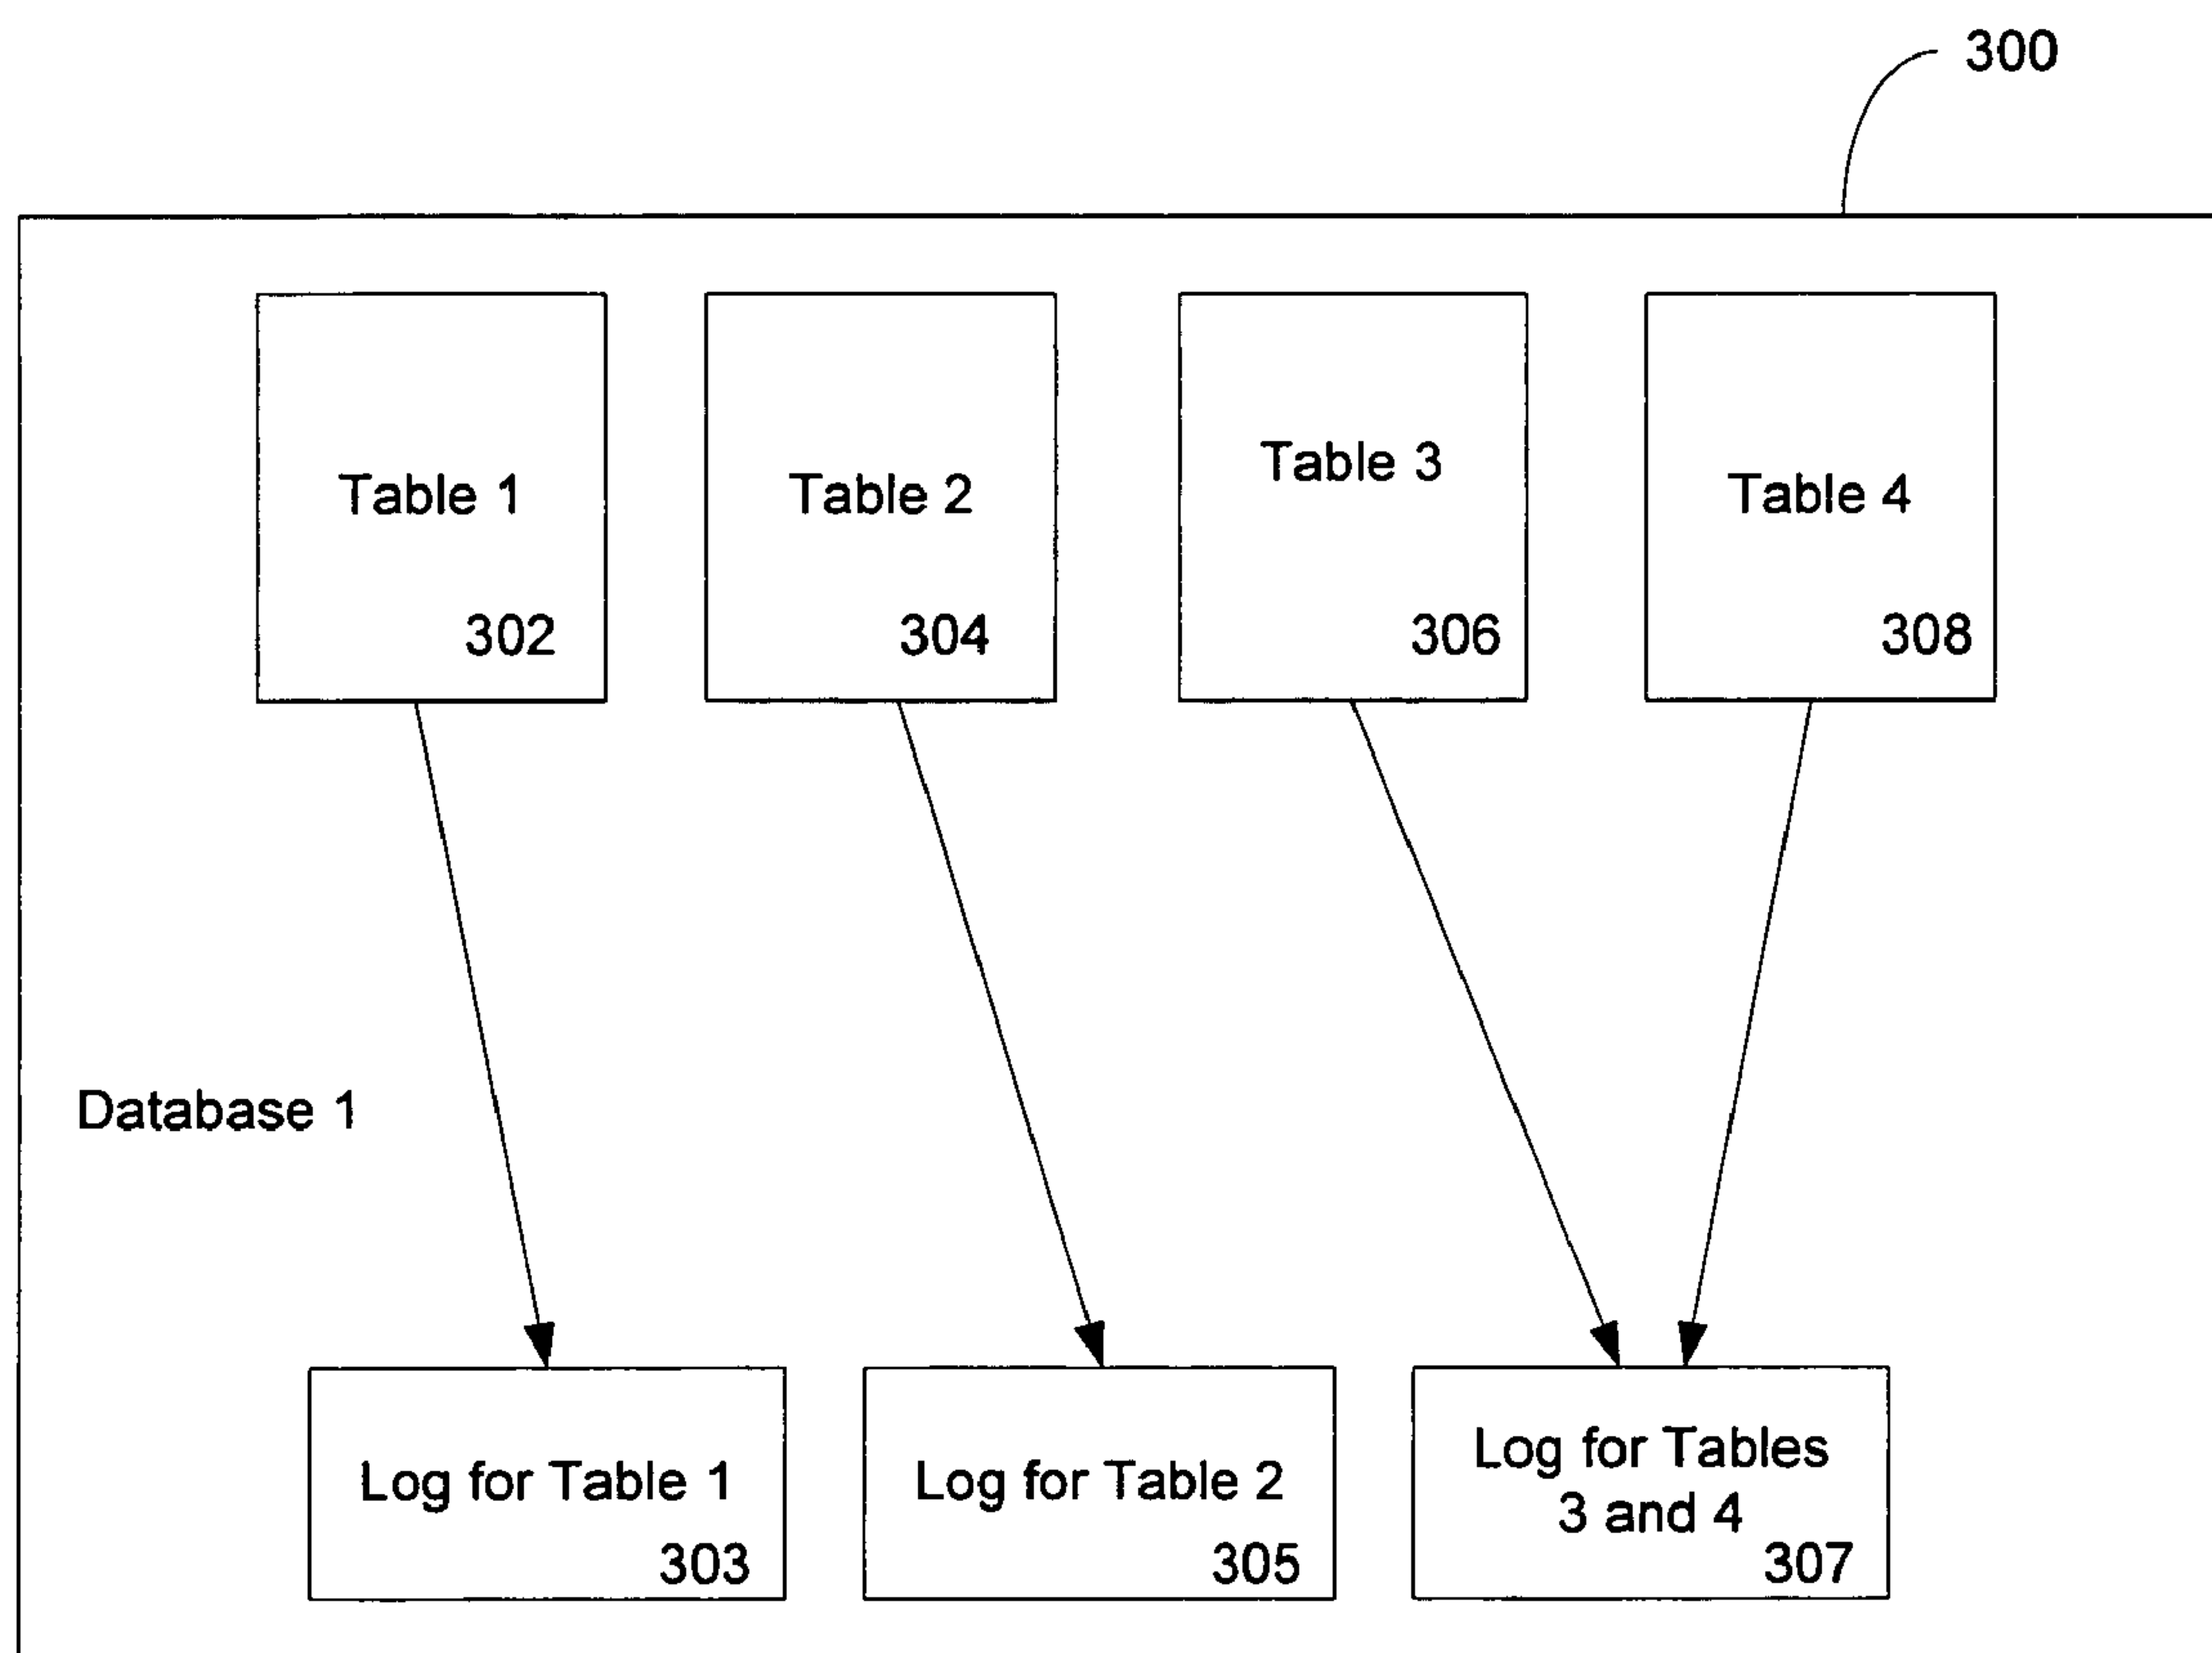 300
Table 1
302
Table 2
304
Table 3
306
Table 4
308
Database 1
Log for Table 1
303
Log for Table 2
305
Log for Tables
3 and 4
307